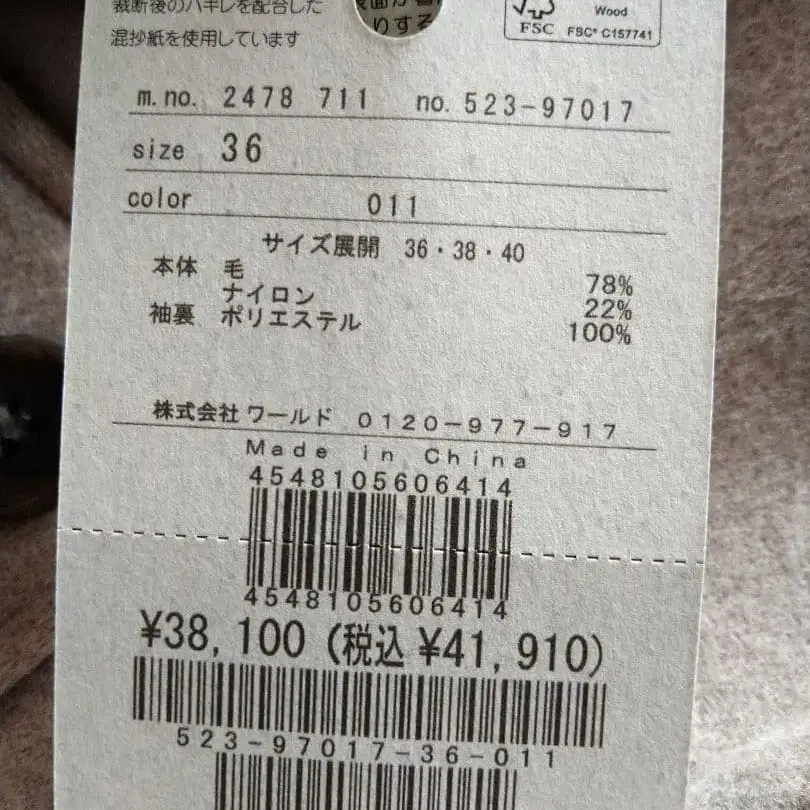 裁断後のハギレを配合した
混抄紙を使用しています
りする
Wood
FSC FSC® C157741
m.no. 2478 711 no. 523-97017
size 36
color 011
サイズ展開 36・38・40
本体 毛 78%
ナイロン 22%
袖裏 ポリエステル 100%
株式会社 ワールド 0120-977-917
Made in China
4548105606414
4548105606414
¥38,100 (税込 ¥41,910)
523-97017-36-011